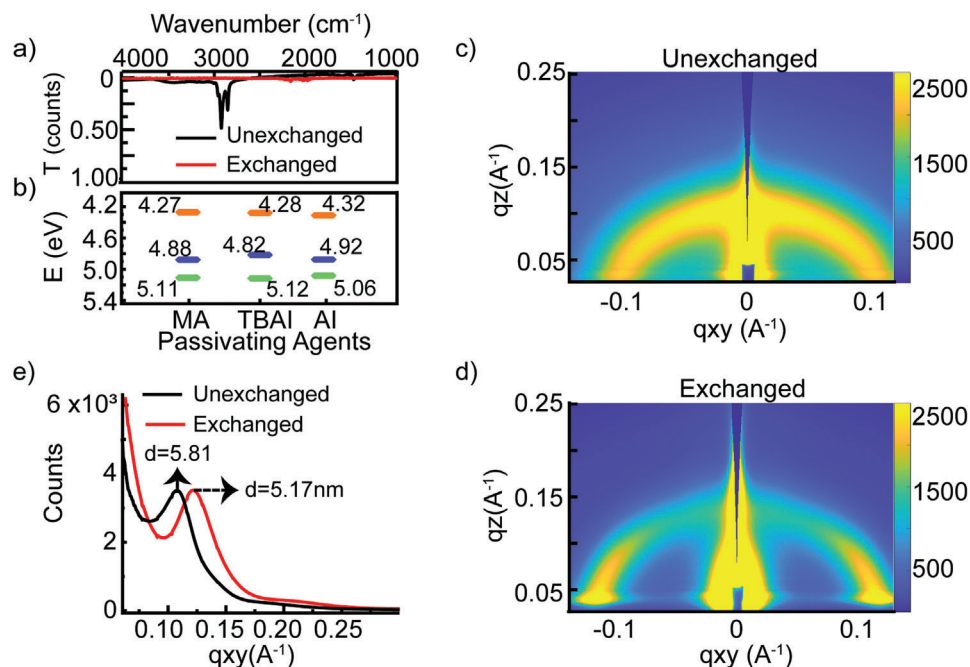 Wavenumber (cm⁻¹)
a)
4000 3000 2000 1000
0
0.50
1.00
T (counts)
Unexchanged
Exchanged
b)
4.2
4.6
5.0
5.4
E (eV)
4.27 4.28 4.32
4.88 4.82 4.92
5.11 5.12 5.06
MA TBAI AI
Passivating Agents
c)
Unexchanged
0.25
0.15
0.05
qz(A⁻¹)
-0.1 0 0.1
qxy (A⁻¹)
2500
1500
500
d)
Exchanged
0.25
0.15
0.05
qz(A⁻¹)
-0.1 0 0.1
qxy (A⁻¹)
2500
1500
500
e)
Unexchanged
Exchanged
6 x10³
4
2
0
Counts
d=5.81
d=5.17nm
0.10 0.15 0.20 0.25
qxy(A⁻¹)